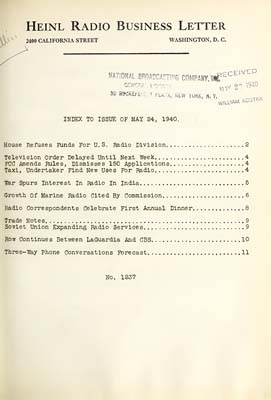 HEINL RADIO BUSINESS LETTER
2400 CALIFORNIA STREET WASHINGTON, D. C.
NATIONAL BROADCASTING COMPANY, INC.
GENERAL
30 ROCKEFELLER PLAZA, NEW YORK, N. Y.
RECEIVED
MAY 27 1940
WILLIAM KOSTKA
INDEX TO ISSUE OF MAY 24, 1940.
House Refuses Funds For U.S. Radio Division..............2
Television Order Delayed Until Next Week.................4
FCC Amends Rules, Dismisses 150 Applications.............4
Taxi, Undertaker Find New Uses For Radio.................4
War Spurs Interest In Radio In India.....................5
Growth Of Marine Radio Cited By Commission...............6
Radio Correspondents Celebrate First Annual Dinner.......8
Trade Notes..............................................9
Soviet Union Expanding Radio Services....................9
Row Continues Between LaGuardia And CBS.................10
Three-Way Phone Conversations Forecast..................11
No. 1237